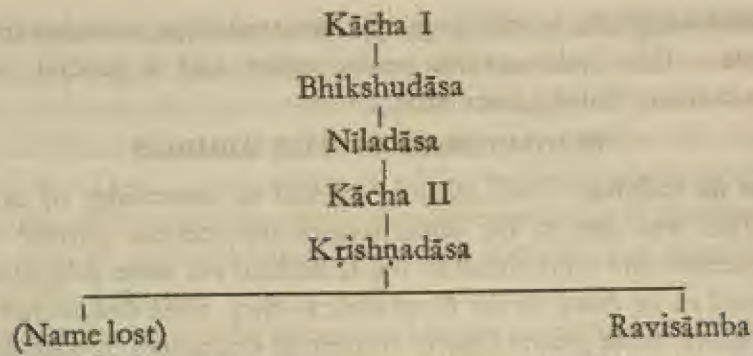 Kācha I
Bhikshudāsa
Nīladāsa
Kācha II
Kṛishṇadāsa
(Name lost) Ravisāmba